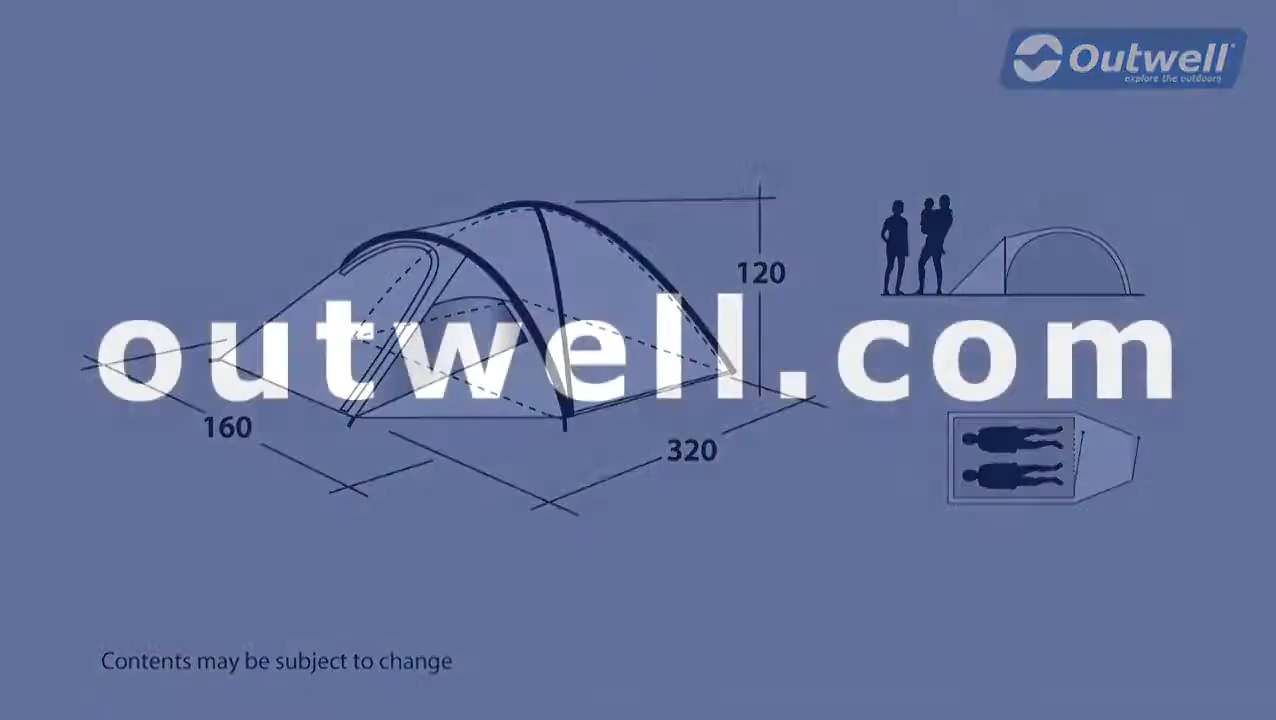 Outwell
explore the outdoors
120
outwell.com
160
320
Contents may be subject to change